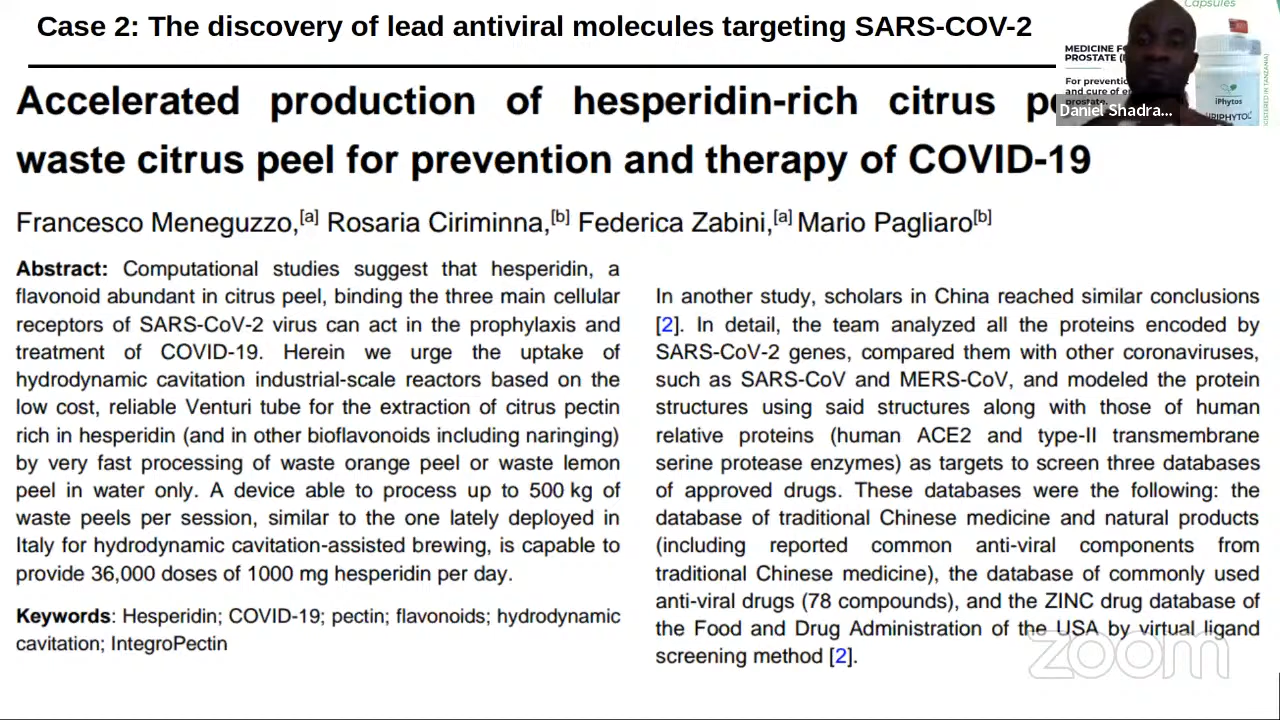 Case 2: The discovery of lead antiviral molecules targeting SARS-COV-2
Accelerated production of hesperidin-rich citrus
waste citrus peel for prevention and therapy of COVID-19
Francesco Meneguzzo,[a] Rosaria Ciriminna,[b] Federica Zabini,[a] Mario Pagliaro[b]
Abstract: Computational studies suggest that hesperidin, a
flavonoid abundant in citrus peel, binding the three main cellular
receptors of SARS-CoV-2 virus can act in the prophylaxis and
treatment of COVID-19. Herein we urge the uptake of
hydrodynamic cavitation industrial-scale reactors based on the
low cost, reliable Venturi tube for the extraction of citrus pectin
rich in hesperidin (and in other bioflavonoids including naringing)
by very fast processing of waste orange peel or waste lemon
peel in water only. A device able to process up to 500 kg of
waste peels per session, similar to the one lately deployed in
Italy for hydrodynamic cavitation-assisted brewing, is capable to
provide 36,000 doses of 1000 mg hesperidin per day.
Keywords: Hesperidin; COVID-19; pectin; flavonoids; hydrodynamic
cavitation; IntegroPectin
In another study, scholars in China reached similar conclusions
[2]. In detail, the team analyzed all the proteins encoded by
SARS-CoV-2 genes, compared them with other coronaviruses,
such as SARS-CoV and MERS-CoV, and modeled the protein
structures using said structures along with those of human
relative proteins (human ACE2 and type-II transmembrane
serine protease enzymes) as targets to screen three databases
of approved drugs. These databases were the following: the
database of traditional Chinese medicine and natural products
(including reported common anti-viral components from
traditional Chinese medicine), the database of commonly used
anti-viral drugs (78 compounds), and the ZINC drug database of
the Food and Drug Administration of the USA by virtual ligand
screening method [2].
Capsules
MEDICINE
PROSTATE
For
and cure of
prostate.
iPhytos
Daniel Shadra...
zoom